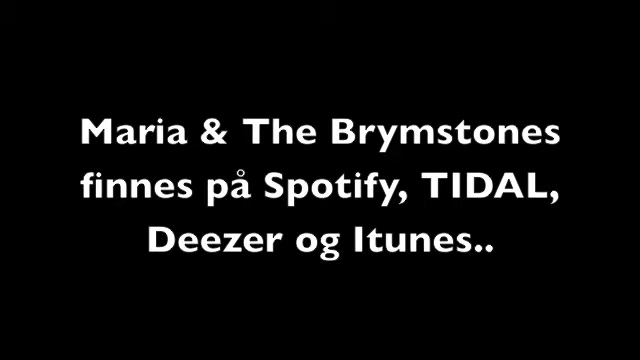 Maria & The Brymstones
finnes på Spotify, TIDAL,
Deezer og Itunes..